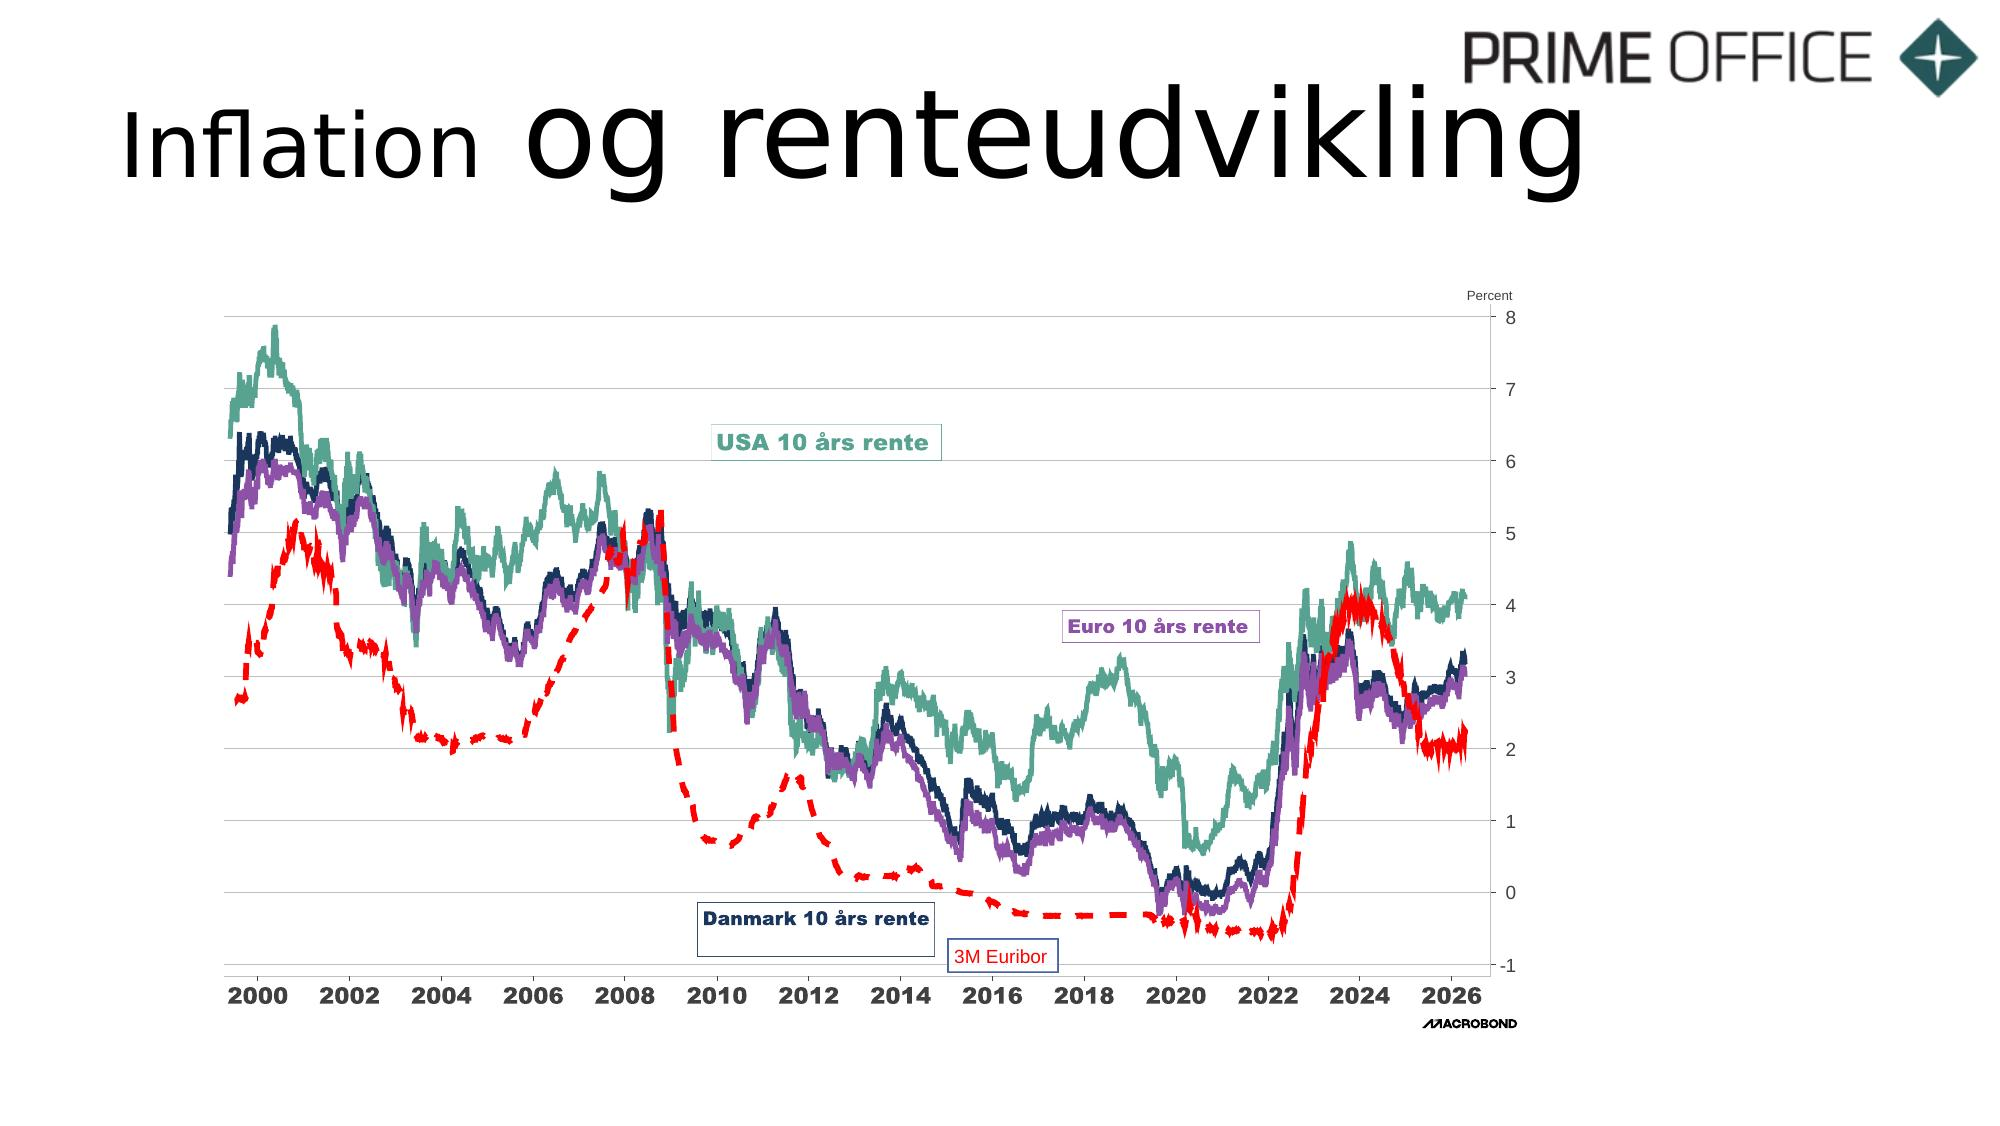 PRIME OFFICE
Inflation og renteudvikling
Percent
8
7
USA 10 års rente
6
5
4
Euro 10 års rente
3
2
1
0
Danmark 10 års rente
3M Euribor
-1
2000 2002 2004 2006 2008 2010 2012 2014 2016 2018 2020 2022 2024 2026
MACROBOND